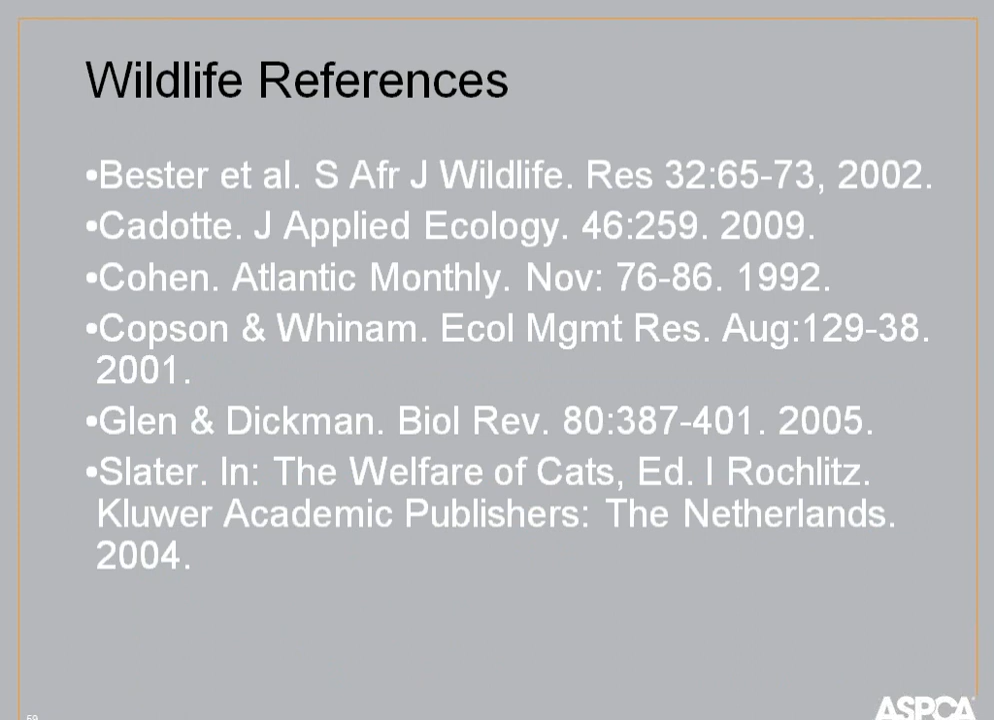 Wildlife References
•Bester et al. S Afr J Wildlife. Res 32:65-73, 2002.
•Cadotte. J Applied Ecology. 46:259. 2009.
•Cohen. Atlantic Monthly. Nov: 76-86. 1992.
•Copson & Whinam. Ecol Mgmt Res. Aug:129-38.
2001.
•Glen & Dickman. Biol Rev. 80:387-401. 2005.
•Slater. In: The Welfare of Cats, Ed. I Rochlitz.
Kluwer Academic Publishers: The Netherlands.
2004.
59
ASPCA